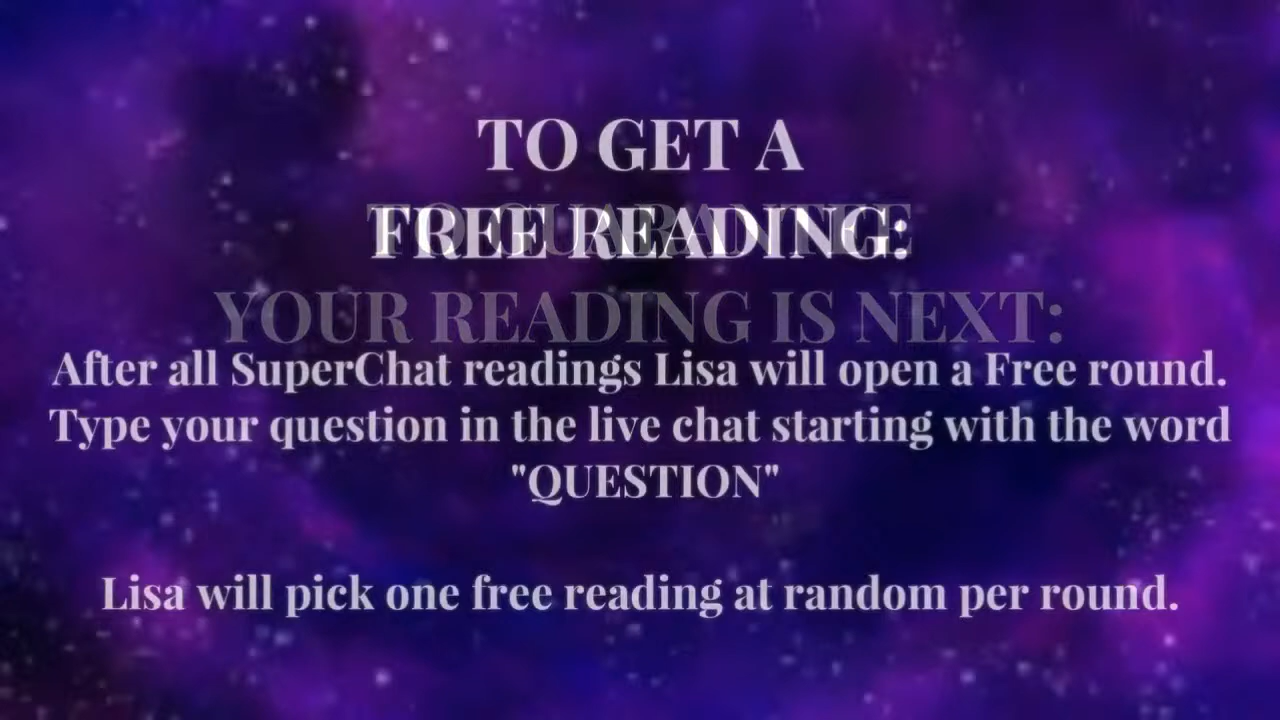 TO GET A
FREE READING:
TO GUARANTEE
YOUR READING IS NEXT:
After all SuperChat readings Lisa will open a Free round.
Type your question in the live chat starting with the word
"QUESTION"
Lisa will pick one free reading at random per round.